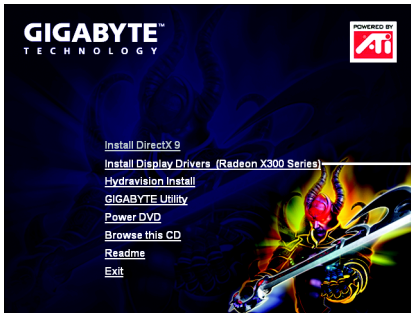 GIGABYTE™
TECHNOLOGY
POWERED BY
ATi
Install DirectX 9
Install Display Drivers (Radeon X300 Series)
Hydravision Install
GIGABYTE Utility
Power DVD
Browse this CD
Readme
Exit